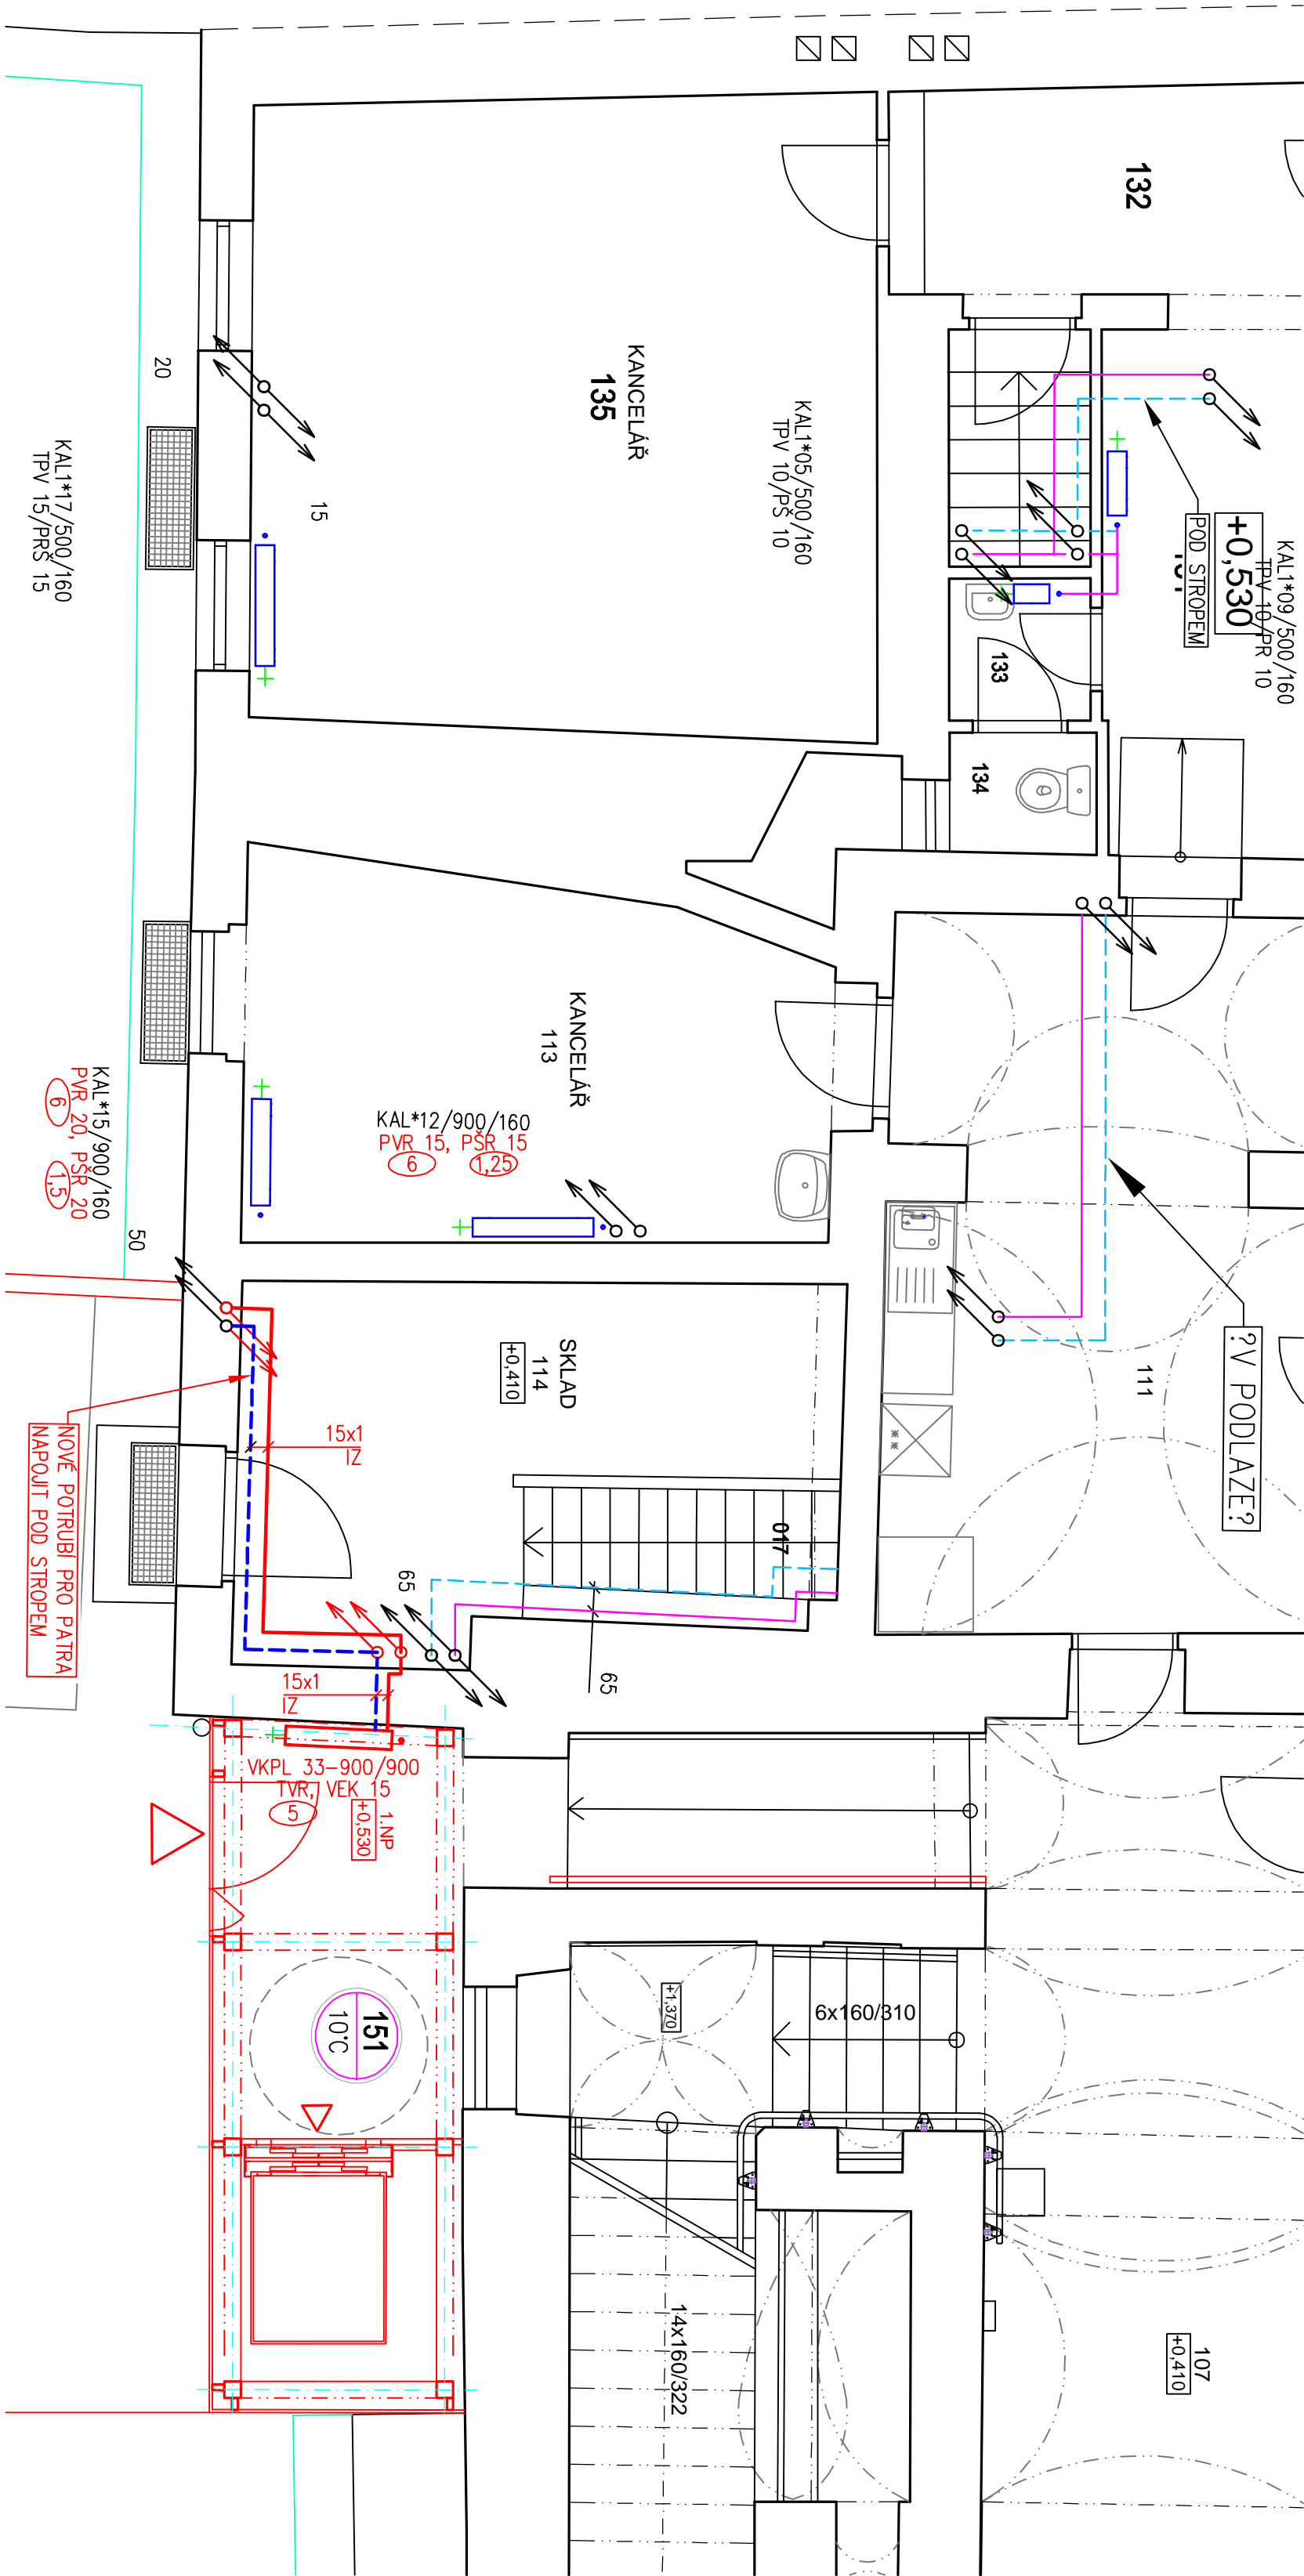 132
KAL1*09/500/160
TPV 10/PR 10
+0,530
POD STROPEM
KANCELÁŘ
135
KAL1*05/500/160
TPV 10/PŠ 10
20
15
KAL1*17/500/160
TPV 15/PRŠ 15
133
134
KANCELÁŘ
113
KAL*12/900/160
PVR 15, PŠR 15
6
1,25
KAL*15/900/160
PVR 20, PŠR 20
6
1,5
50
111
?V PODLAZE?
SKLAD
114
+0,410
15x1
IZ
017
65
65
NOVÉ POTRUBÍ PRO PATRA
NAPOJIT POD STROPEM
15x1
IZ
VKPL 33-900/900
TVR, VEK 15
5
1.NP
+0,530
151
10°C
+1,370
6x160/310
14x160/322
107
+0,410